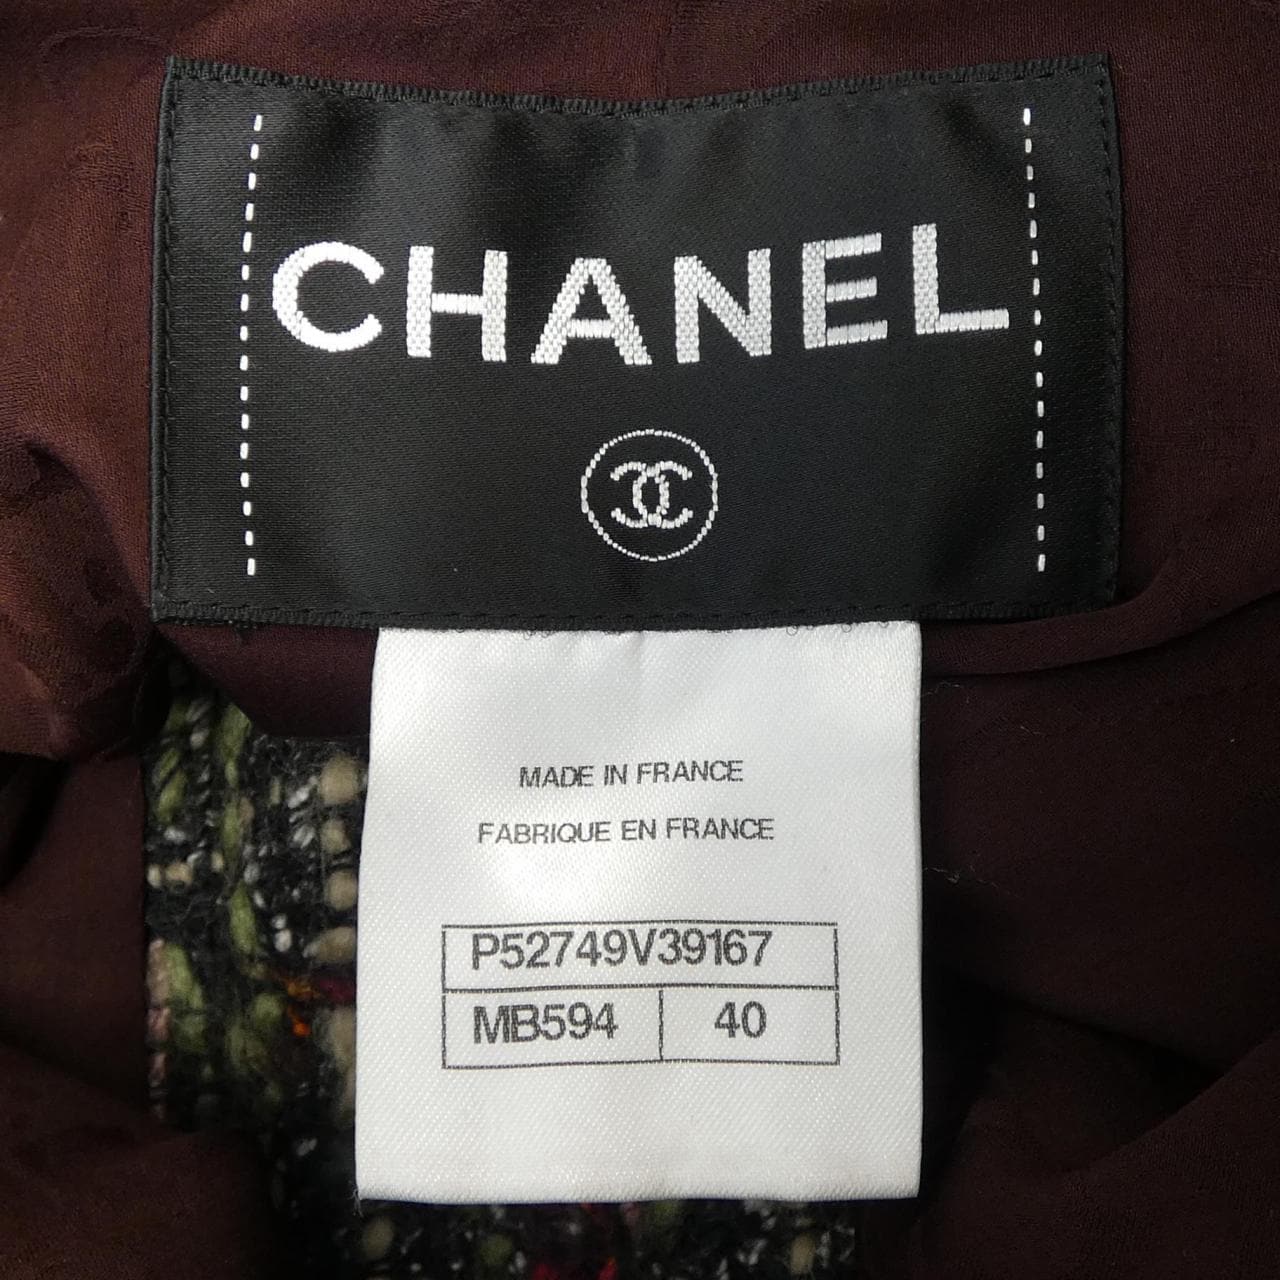 CHANEL
MADE IN FRANCE
FABRIQUE EN FRANCE
P52749V39167
MB594 40